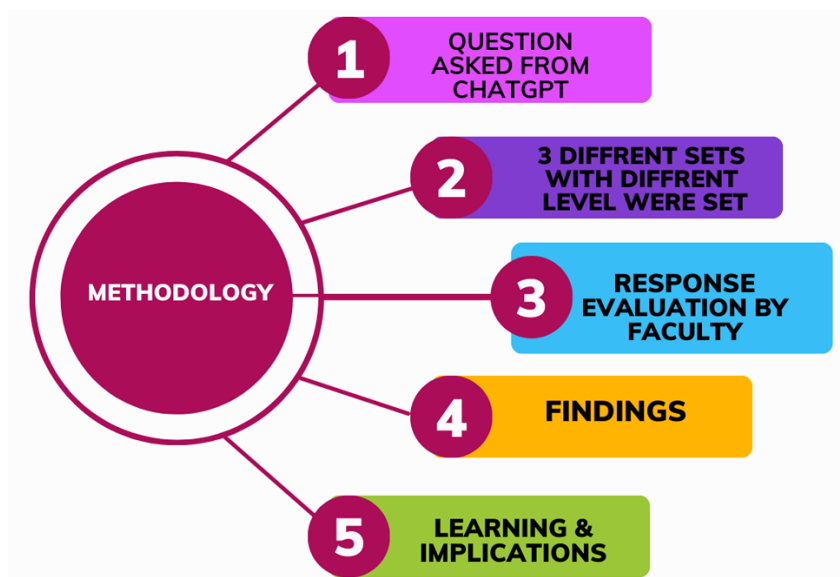 METHODOLOGY
1
QUESTION
ASKED FROM
CHATGPT
2
3 DIFFRENT SETS
WITH DIFFRENT
LEVEL WERE SET
3
RESPONSE
EVALUATION BY
FACULTY
4
FINDINGS
5
LEARNING &
IMPLICATIONS